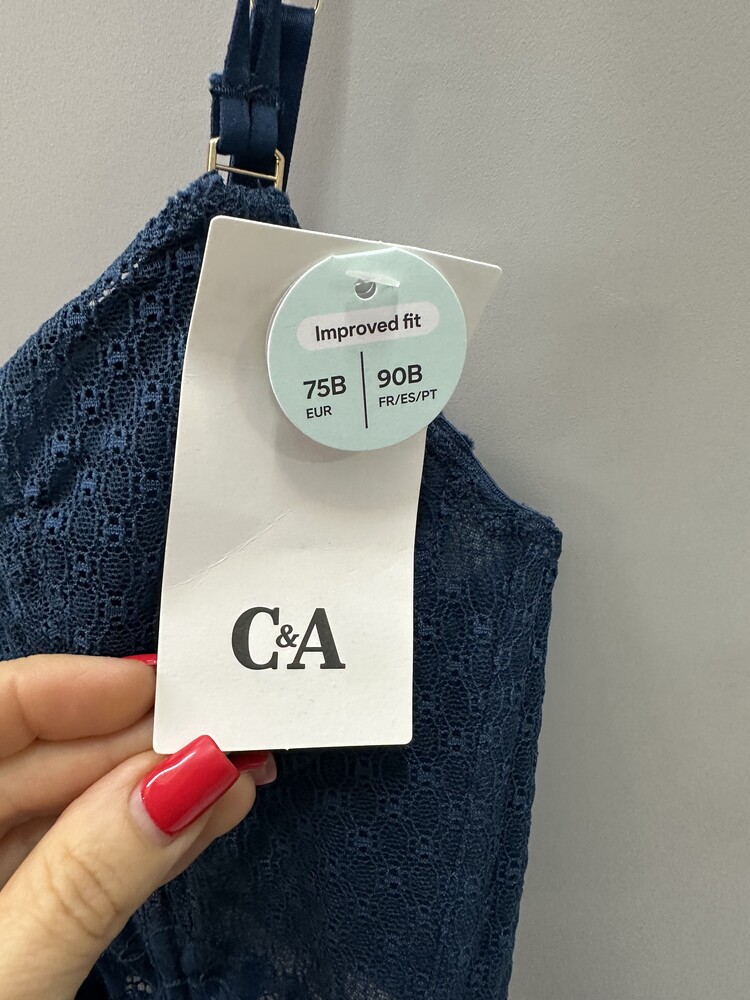 Improved fit
75B | 90B
EUR FR/ES/PT
C&A